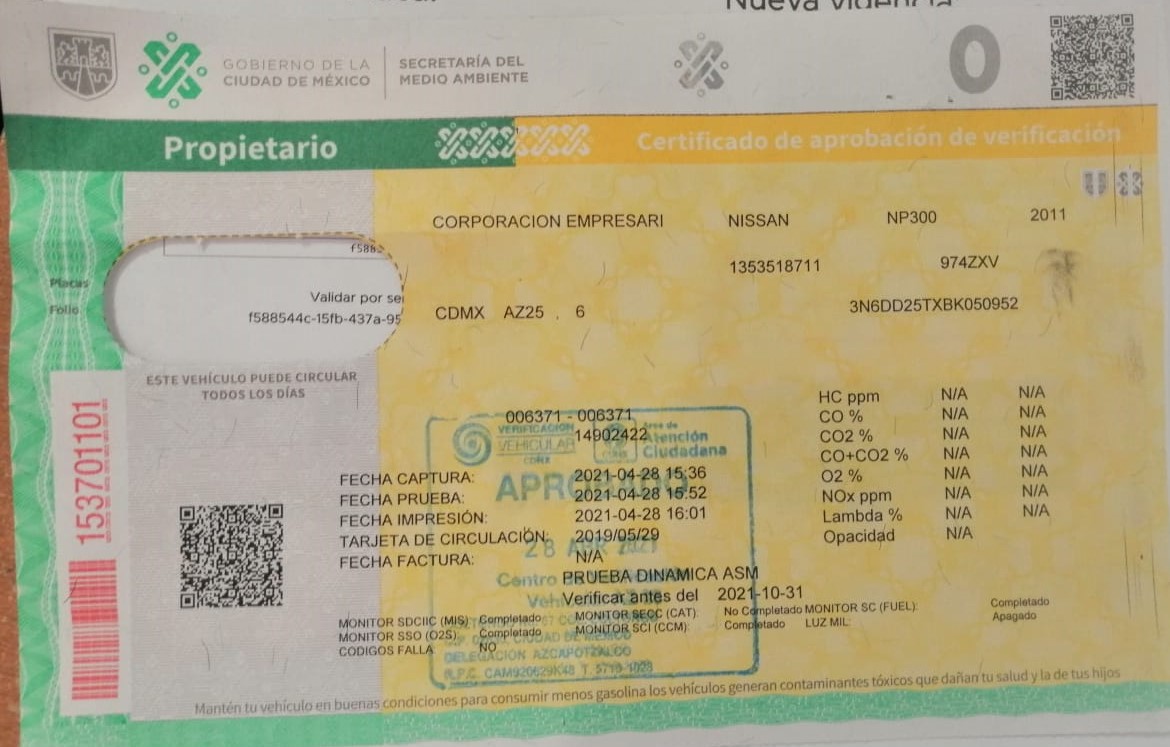 Nueva vigencia
GOBIERNO DE LA
CIUDAD DE MÉXICO
SECRETARÍA DEL
MEDIO AMBIENTE
0
Propietario
Certificado de aprobación de verificación
CORPORACION EMPRESARI NISSAN NP300 2011
f588
1353518711 974ZXV
Placas
Folio
Validar por se
f588544c-15fb-437a-95
CDMX AZ25 . 6 3N6DD25TXBK050952
ESTE VEHÍCULO PUEDE CIRCULAR
TODOS LOS DÍAS
153701101
006371 - 006371
14902422
VERIFICACION
VEHICULAR
CDMX
Área de
Atención
Ciudadana
APROBADO
28 ABR 2021
FECHA CAPTURA: 2021-04-28 15:36
FECHA PRUEBA: 2021-04-28 15:52
FECHA IMPRESIÓN: 2021-04-28 16:01
TARJETA DE CIRCULACIÓN: 2019/05/29
FECHA FACTURA: N/A
PRUEBA DINAMICA ASM
Verificar antes del 2021-10-31
HC ppm N/A N/A
CO % N/A N/A
CO2 % N/A N/A
CO+CO2 % N/A N/A
O2 % N/A N/A
NOx ppm N/A N/A
Lambda % N/A N/A
Opacidad N/A
MONITOR SDCIIC (MIS): Completado MONITOR SECC (CAT): No Completado MONITOR SC (FUEL): Completado
MONITOR SSO (O2S): Completado MONITOR SCI (CCM): Completado LUZ MIL: Apagado
CODIGOS FALLA: NO
Centro de
CIUDAD DE MEXICO
DELEGACIÓN AZCAPOTZALCO
R.F.C. CAM920629K48 T. 5719-1028
Mantén tu vehículo en buenas condiciones para consumir menos gasolina los vehículos generan contaminantes tóxicos que dañan tu salud y la de tus hijos